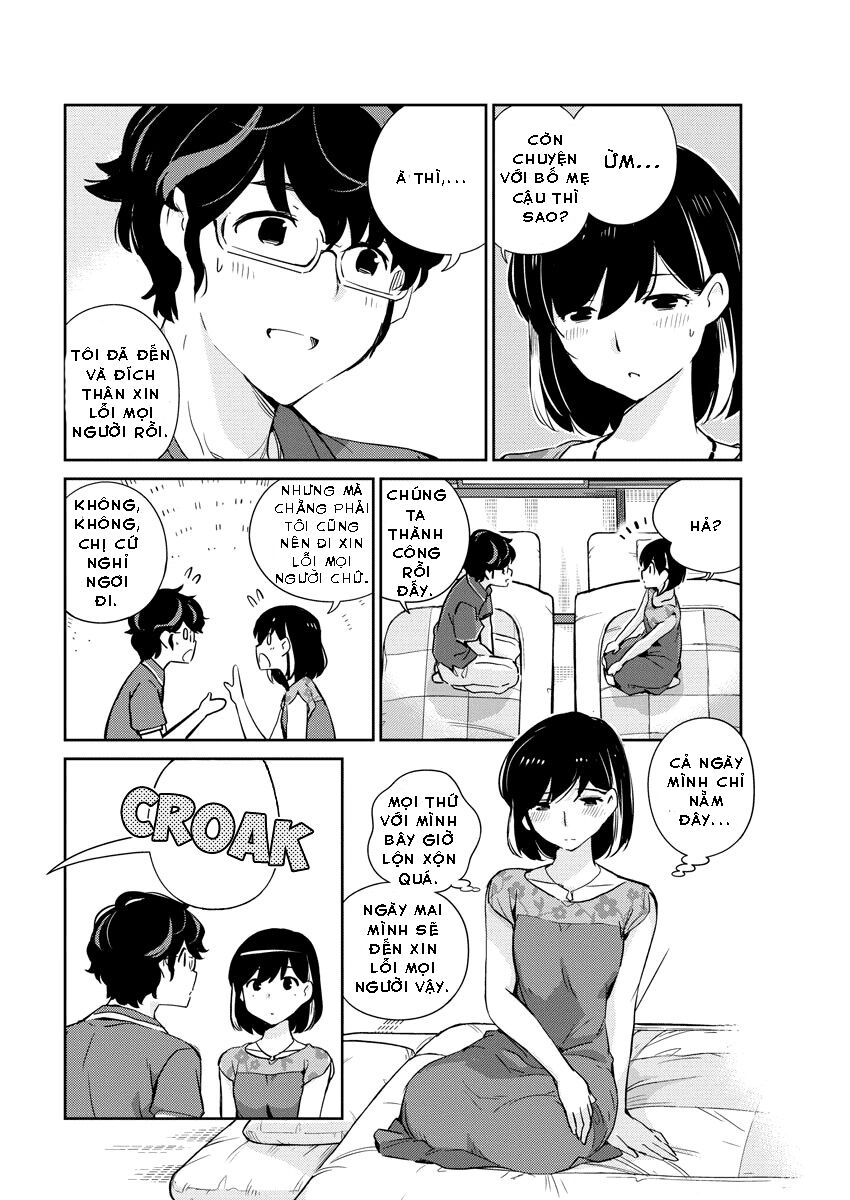 ỪM...
CÒN
CHUYỆN
VỚI BỐ MẸ
CẬU THÌ
SAO?
À THÌ,...
TÔI ĐÃ ĐẾN
VÀ ĐÍCH
THÂN XIN
LỖI MỌI
NGƯỜI RỒI.
HẢ?
CHÚNG
TA
THÀNH
CÔNG
RỒI
ĐẤY.
NHƯNG MÀ
CHẲNG PHẢI
TÔI CŨNG
NÊN ĐI XIN
LỖI MỌI
NGƯỜI CHỨ.
KHÔNG,
KHÔNG,
CHỊ CỨ
NGHỈ
NGƠI
ĐI.
CẢ NGÀY
MÌNH CHỈ
NẰM
ĐÂY...
MỌI THỨ
VỚI MÌNH
BÂY GIỜ
LỘN XỘN
QUÁ.
NGÀY MAI
MÌNH SẼ
ĐẾN XIN
LỖI MỌI
NGƯỜI VẬY.
CROAK